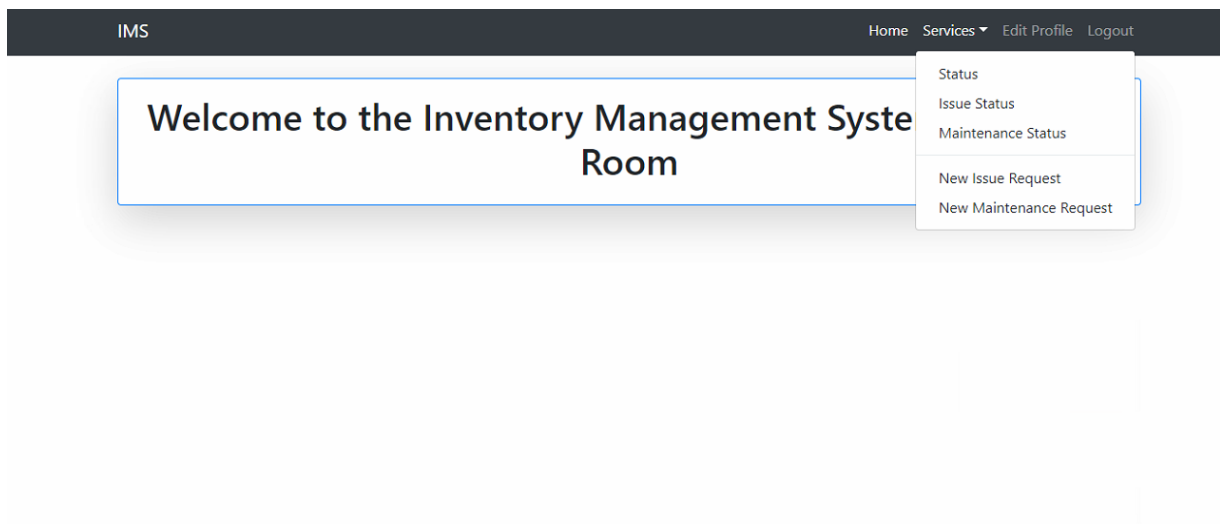 IMS
Home Services Edit Profile Logout
Status
Issue Status
Maintenance Status
New Issue Request
New Maintenance Request
Welcome to the Inventory Management
Room